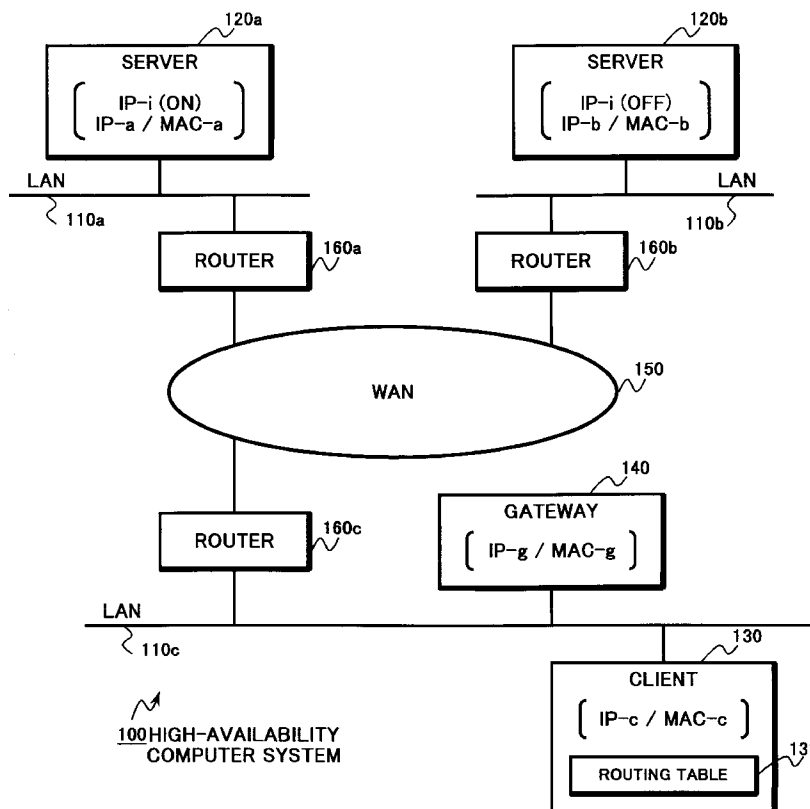 120a
120b
SERVER
IP-i (ON)
IP-a / MAC-a
SERVER
IP-i (OFF)
IP-b / MAC-b
LAN
110a
LAN
110b
ROUTER
160a
ROUTER
160b
WAN
150
140
GATEWAY
IP-g / MAC-g
ROUTER
160c
LAN
110c
130
CLIENT
IP-c / MAC-c
13
ROUTING TABLE
100 HIGH-AVAILABILITY
COMPUTER SYSTEM